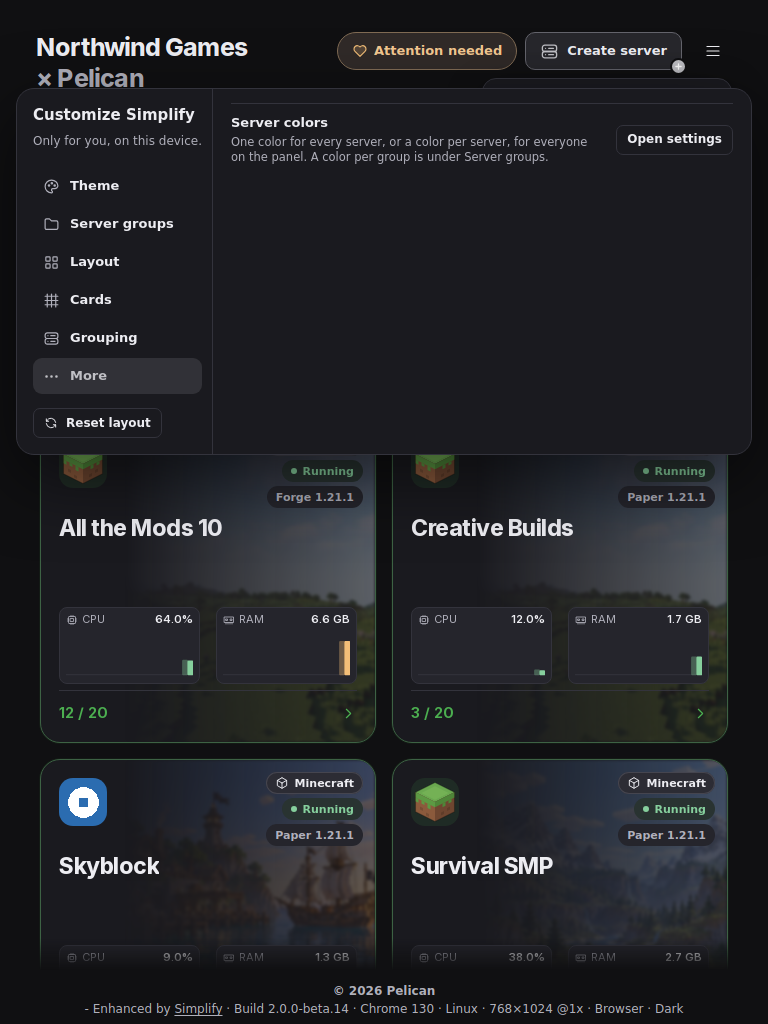 Northwind Games
× Pelican
Attention needed
Create server
Customize Simplify
Only for you, on this device.
Theme
Server groups
Layout
Cards
Grouping
More
Reset layout
Server colors
One color for every server, or a color per server, for everyone
on the panel. A color per group is under Server groups.
Open settings
Running
Forge 1.21.1
All the Mods 10
CPU 64.0%
RAM 6.6 GB
12 / 20
Running
Paper 1.21.1
Creative Builds
CPU 12.0%
RAM 1.7 GB
3 / 20
Minecraft
Running
Paper 1.21.1
Skyblock
CPU 9.0%
RAM 1.3 GB
Minecraft
Running
Paper 1.21.1
Survival SMP
CPU 38.0%
RAM 2.7 GB
© 2026 Pelican
- Enhanced by Simplify · Build 2.0.0-beta.14 · Chrome 130 · Linux · 768×1024 @1x · Browser · Dark